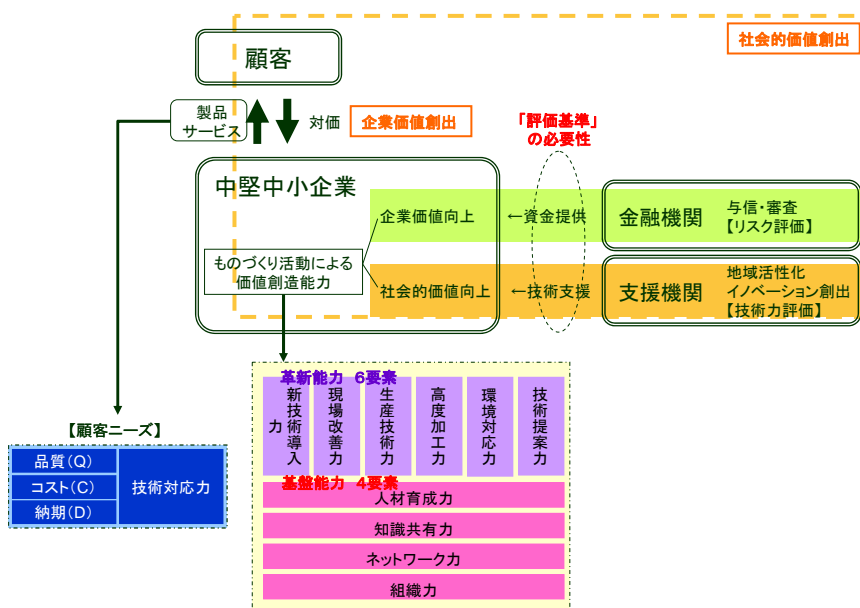 社会的価値創出
顧客
製品
サービス
対価
企業価値創出
「評価基準」
の必要性
中堅中小企業
企業価値向上
←資金提供
金融機関
与信・審査
【リスク評価】
ものづくり活動による
価値創造能力
社会的価値向上
←技術支援
支援機関
地域活性化
イノベーション創出
【技術力評価】
革新能力 6要素
新技術導入力
現場改善力
生産技術力
高度加工力
環境対応力
技術提案力
【顧客ニーズ】
品質(Q)
コスト(C)
納期(D)
技術対応力
基盤能力 4要素
人材育成力
知識共有力
ネットワーク力
組織力